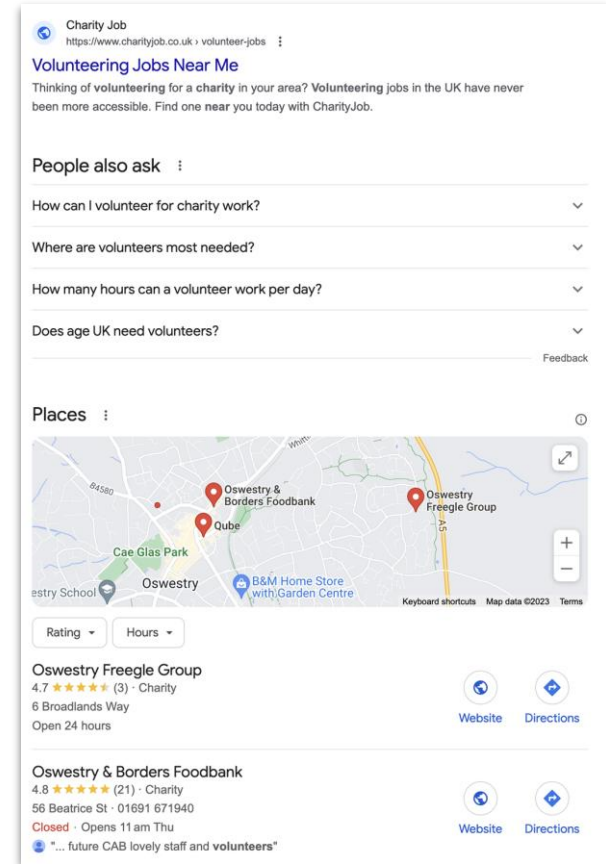 Charity Job
https://www.charityjob.co.uk › volunteer-jobs
Volunteering Jobs Near Me
Thinking of volunteering for a charity in your area? Volunteering jobs in the UK have never
been more accessible. Find one near you today with CharityJob.
People also ask
How can I volunteer for charity work?
Where are volunteers most needed?
How many hours can a volunteer work per day?
Does age UK need volunteers?
Feedback
Places
B4580
Oswestry &
Borders Foodbank
Oswestry
Freegle Group
Qube
A5
Cae Glas Park
Oswestry
B&M Home Store
with Garden Centre
estry School
Keyboard shortcuts Map data ©2023 Terms
Rating
Hours
Oswestry Freegle Group
4.7 (3) · Charity
6 Broadlands Way
Open 24 hours
Website Directions
Oswestry & Borders Foodbank
4.8 (21) · Charity
56 Beatrice St · 01691 671940
Closed · Opens 11 am Thu
"... future CAB lovely staff and volunteers"
Website Directions